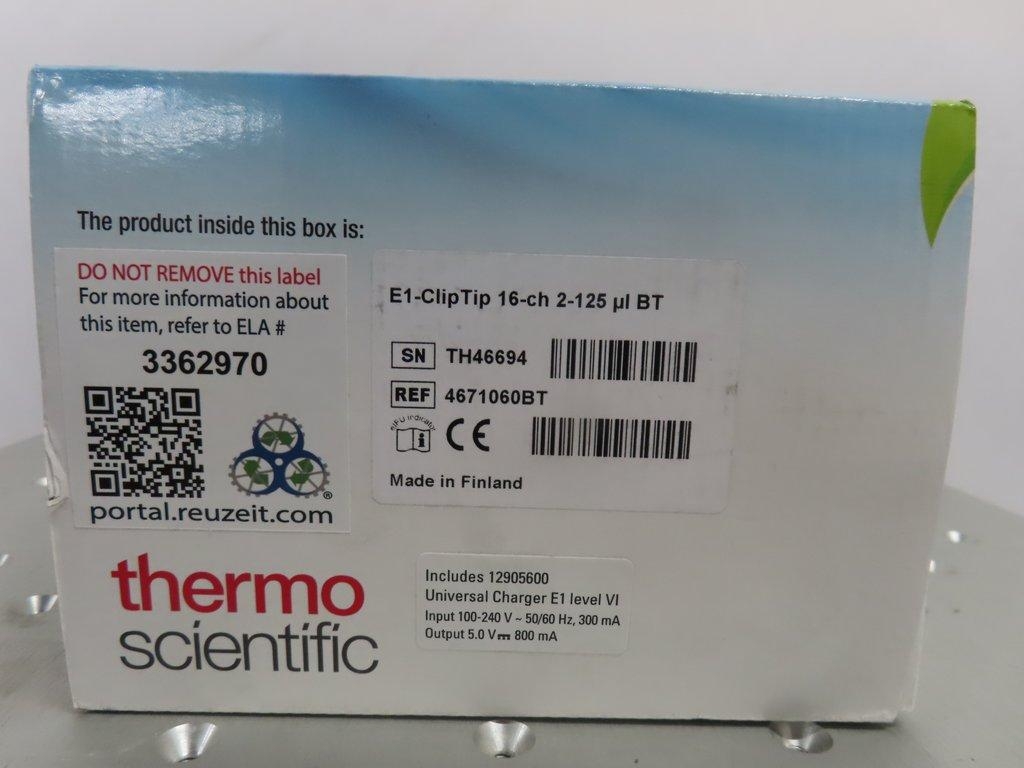 The product inside this box is:
DO NOT REMOVE this label
For more information about
this item, refer to ELA #
3362970
portal.reuzeit.com
®
E1-ClipTip 16-ch 2-125 µl BT
SN TH46694
REF 4671060BT
CE
Made in Finland
thermo
scientific
Includes 12905600
Universal Charger E1 level VI
Input 100-240 V ~ 50/60 Hz, 300 mA
Output 5.0 V⎓ 800 mA